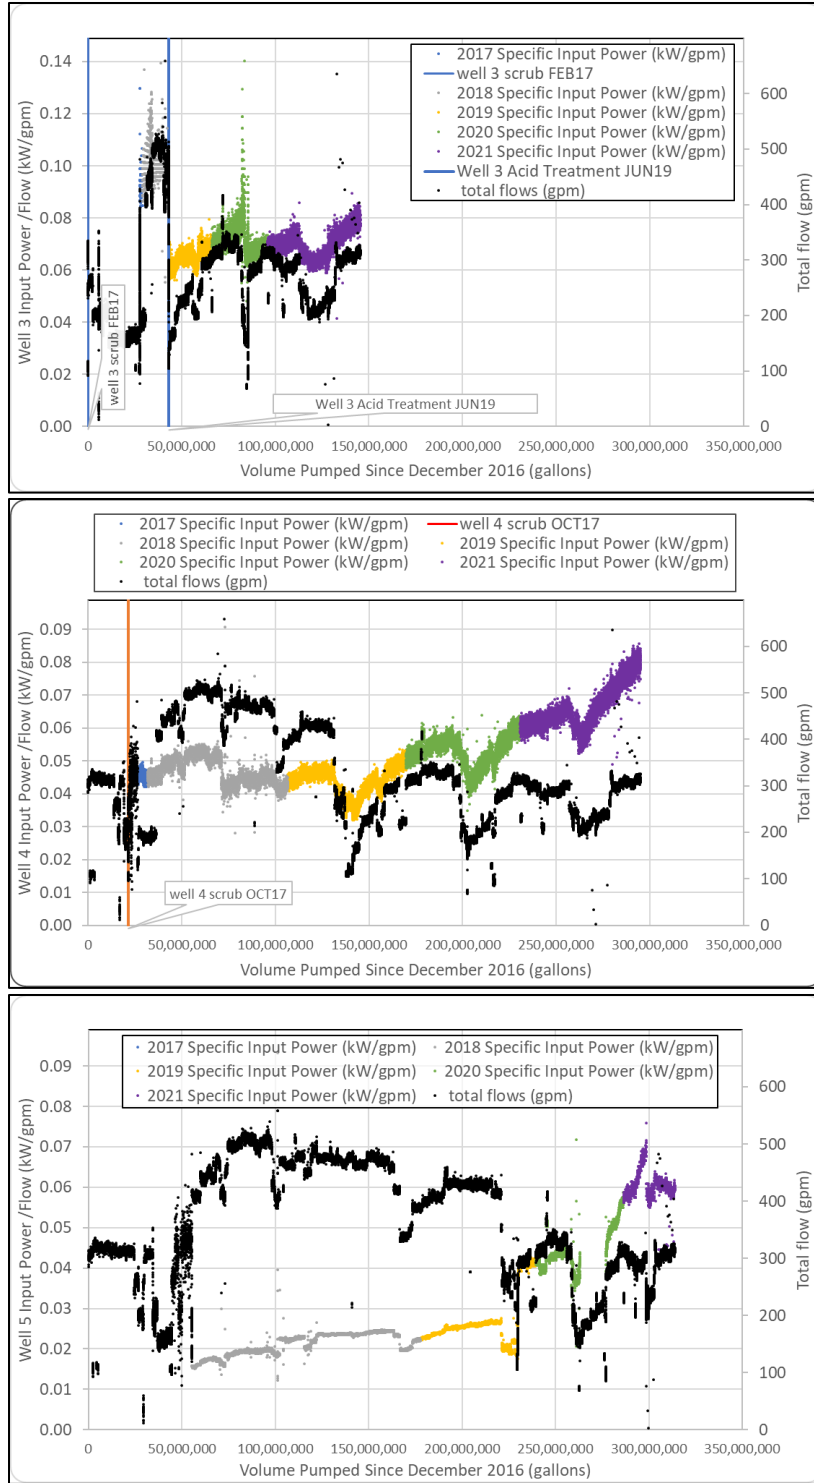 0.14
0.12
0.10
0.08
0.06
0.04
0.02
0.00
Well 3 Input Power /Flow (kW/gpm)
2017 Specific Input Power (kW/gpm)
well 3 scrub FEB17
2018 Specific Input Power (kW/gpm)
2019 Specific Input Power (kW/gpm)
2020 Specific Input Power (kW/gpm)
2021 Specific Input Power (kW/gpm)
Well 3 Acid Treatment JUN19
total flows (gpm)
600
500
400
300
200
100
0
Total flow (gpm)
well 3 scrub FEB17
Well 3 Acid Treatment JUN19
0 50,000,000 100,000,000 150,000,000 200,000,000 250,000,000 300,000,000 350,000,000
Volume Pumped Since December 2016 (gallons)
2017 Specific Input Power (kW/gpm) well 4 scrub OCT17
2018 Specific Input Power (kW/gpm) 2019 Specific Input Power (kW/gpm)
2020 Specific Input Power (kW/gpm) 2021 Specific Input Power (kW/gpm)
total flows (gpm)
0.09
0.08
0.07
0.06
0.05
0.04
0.03
0.02
0.01
0.00
Well 4 Input Power /Flow (kW/gpm)
600
500
400
300
200
100
0
Total flow (gpm)
well 4 scrub OCT17
0 50,000,000 100,000,000 150,000,000 200,000,000 250,000,000 300,000,000 350,000,000
Volume Pumped Since December 2016 (gallons)
2017 Specific Input Power (kW/gpm) 2018 Specific Input Power (kW/gpm)
2019 Specific Input Power (kW/gpm) 2020 Specific Input Power (kW/gpm)
2021 Specific Input Power (kW/gpm) total flows (gpm)
0.09
0.08
0.07
0.06
0.05
0.04
0.03
0.02
0.01
0.00
Well 5 Input Power /Flow (kW/gpm)
600
500
400
300
200
100
0
Total flow (gpm)
0 50,000,000 100,000,000 150,000,000 200,000,000 250,000,000 300,000,000 350,000,000
Volume Pumped Since December 2016 (gallons)